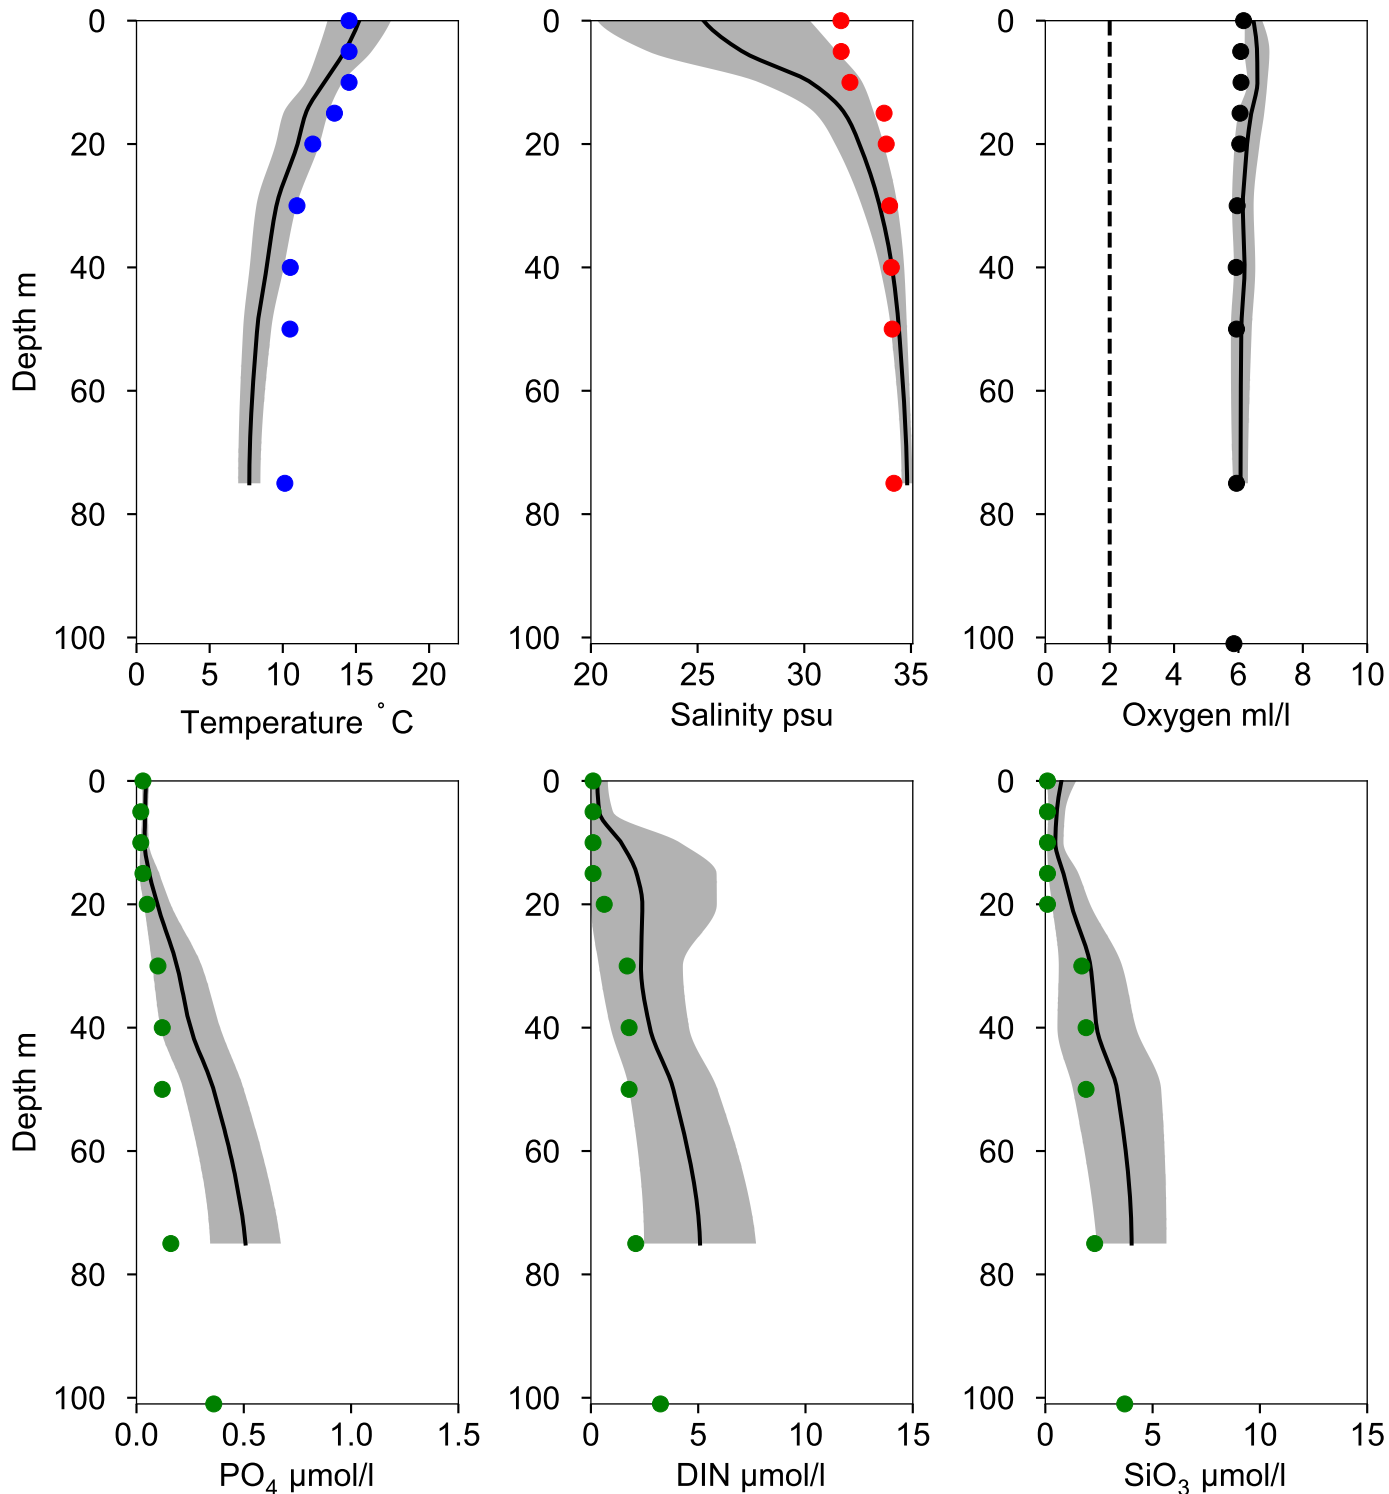 0
20
40
60
80
100
Depth m
0 5 10 15 20
Temperature ˚C
0
20
40
60
80
100
20 25 30 35
Salinity psu
0
20
40
60
80
100
0 2 4 6 8 10
Oxygen ml/l
0
20
40
60
80
100
Depth m
0.0 0.5 1.0 1.5
PO₄ µmol/l
0
20
40
60
80
100
0 5 10 15
DIN µmol/l
0
20
40
60
80
100
0 5 10 15
SiO₃ µmol/l